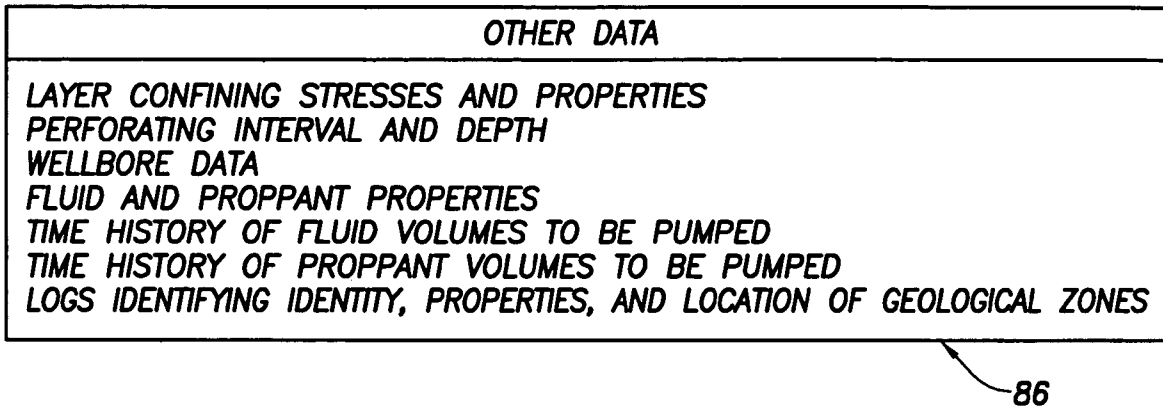 OTHER DATA
LAYER CONFINING STRESSES AND PROPERTIES
PERFORATING INTERVAL AND DEPTH
WELLBORE DATA
FLUID AND PROPPANT PROPERTIES
TIME HISTORY OF FLUID VOLUMES TO BE PUMPED
TIME HISTORY OF PROPPANT VOLUMES TO BE PUMPED
LOGS IDENTIFYING IDENTITY, PROPERTIES, AND LOCATION OF GEOLOGICAL ZONES
86